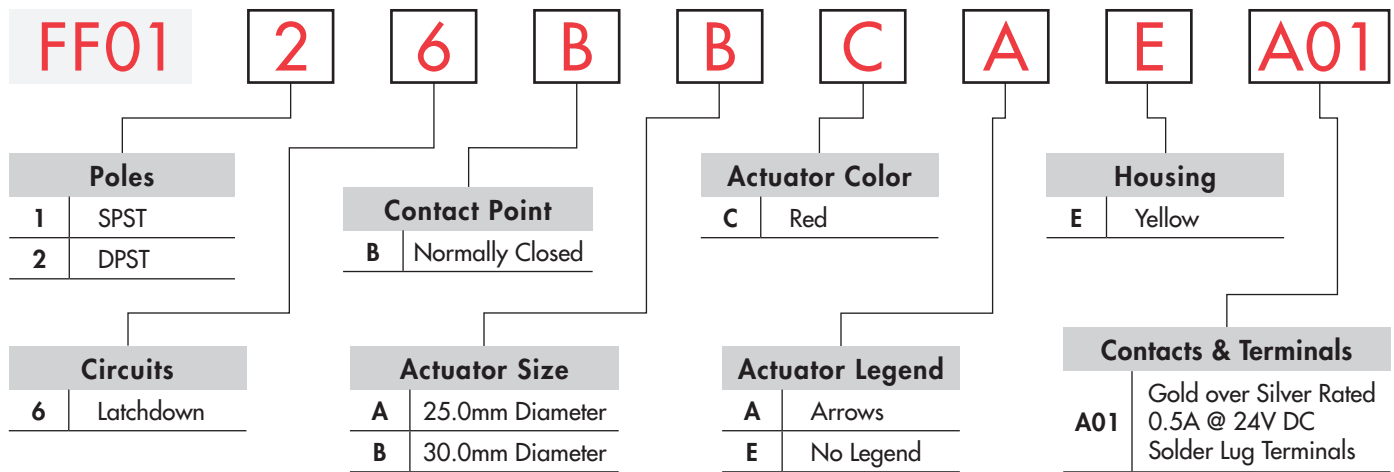 FF01 2 6 B B C A E A01
Poles
1 SPST
2 DPST
Contact Point
B Normally Closed
Actuator Color
C Red
Housing
E Yellow
Circuits
6 Latchdown
Actuator Size
A 25.0mm Diameter
B 30.0mm Diameter
Actuator Legend
A Arrows
E No Legend
Contacts & Terminals
A01 Gold over Silver Rated
0.5A @ 24V DC
Solder Lug Terminals